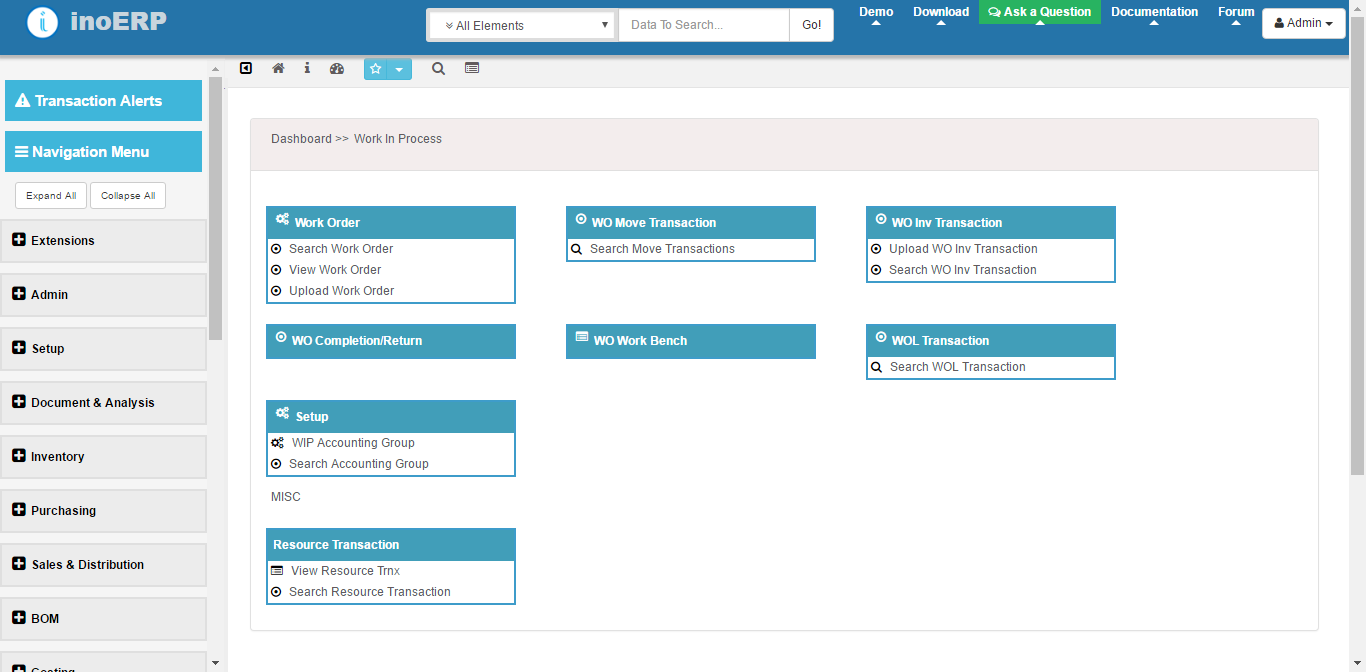 inoERP
All Elements
Data To Search...
Go!
Demo
Download
Ask a Question
Documentation
Forum
Admin
Transaction Alerts
Navigation Menu
Expand All
Collapse All
Extensions
Admin
Setup
Document & Analysis
Inventory
Purchasing
Sales & Distribution
BOM
Costing
Dashboard >> Work In Process
Work Order
Search Work Order
View Work Order
Upload Work Order
WO Move Transaction
Search Move Transactions
WO Inv Transaction
Upload WO Inv Transaction
Search WO Inv Transaction
WO Completion/Return
WO Work Bench
WOL Transaction
Search WOL Transaction
Setup
WIP Accounting Group
Search Accounting Group
MISC
Resource Transaction
View Resource Trnx
Search Resource Transaction